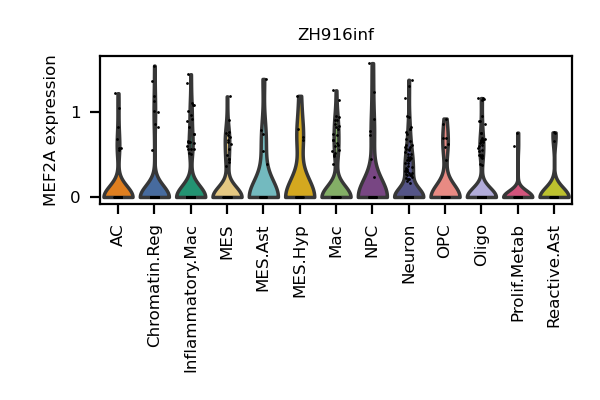 ZH916inf
MEF2A expression
1
0
AC
Chromatin.Reg
Inflammatory.Mac
MES
MES.Ast
MES.Hyp
Mac
NPC
Neuron
OPC
Oligo
Prolif.Metab
Reactive.Ast